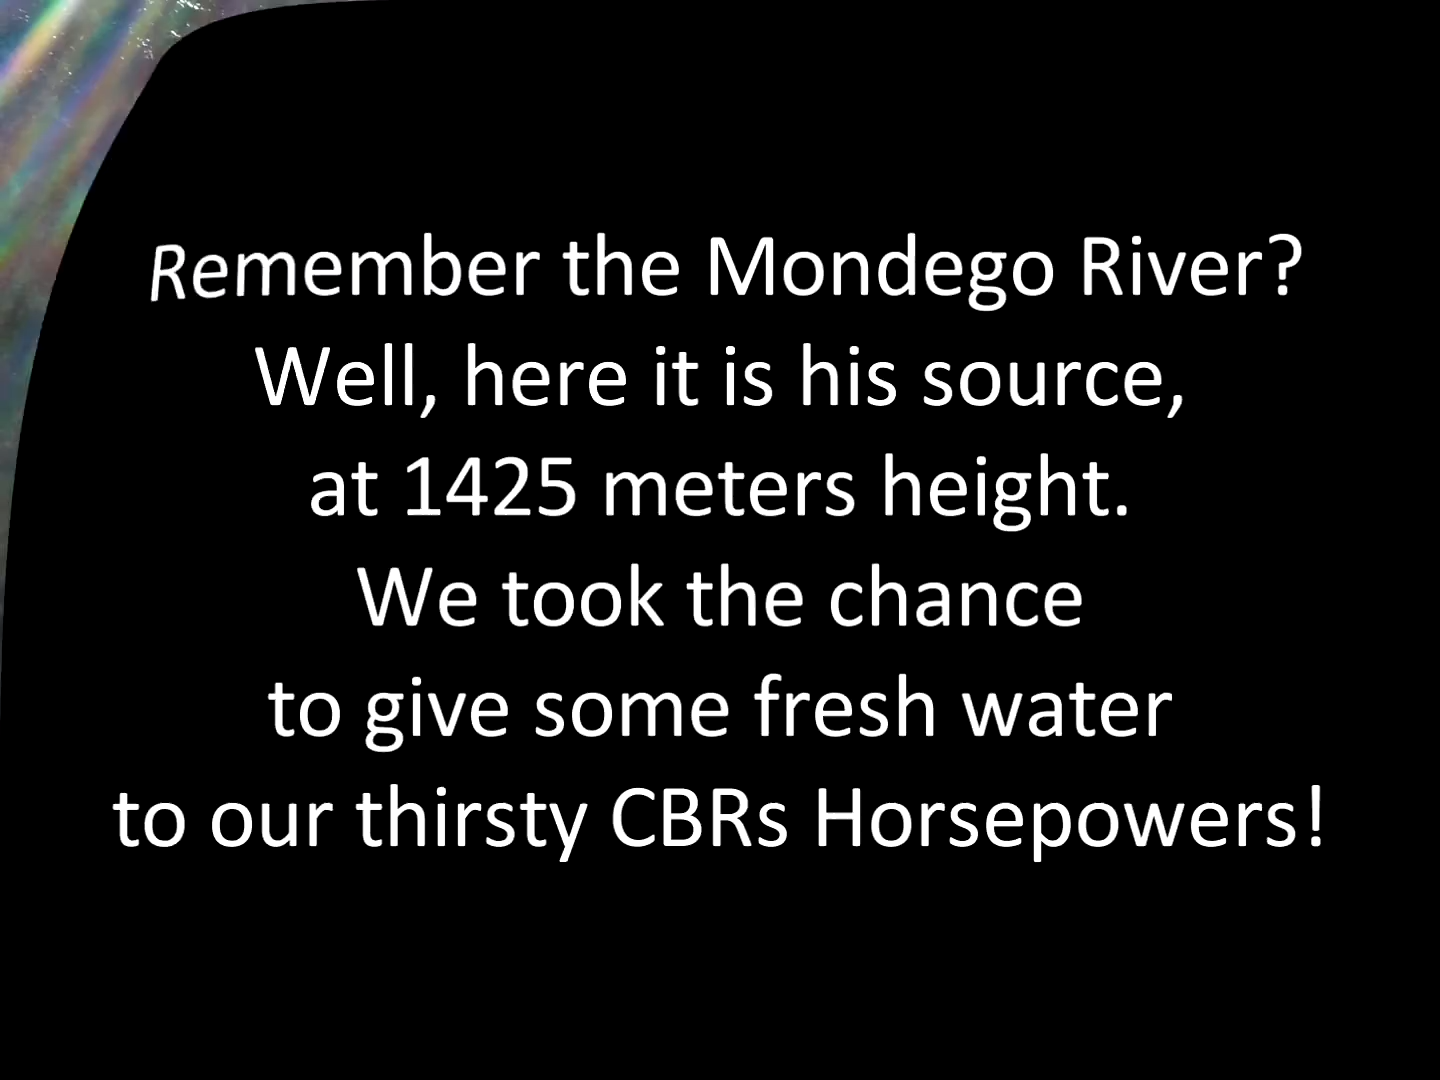 Remember the Mondego River?
Well, here it is his source,
at 1425 meters height.
We took the chance
to give some fresh water
to our thirsty CBRs Horsepowers!